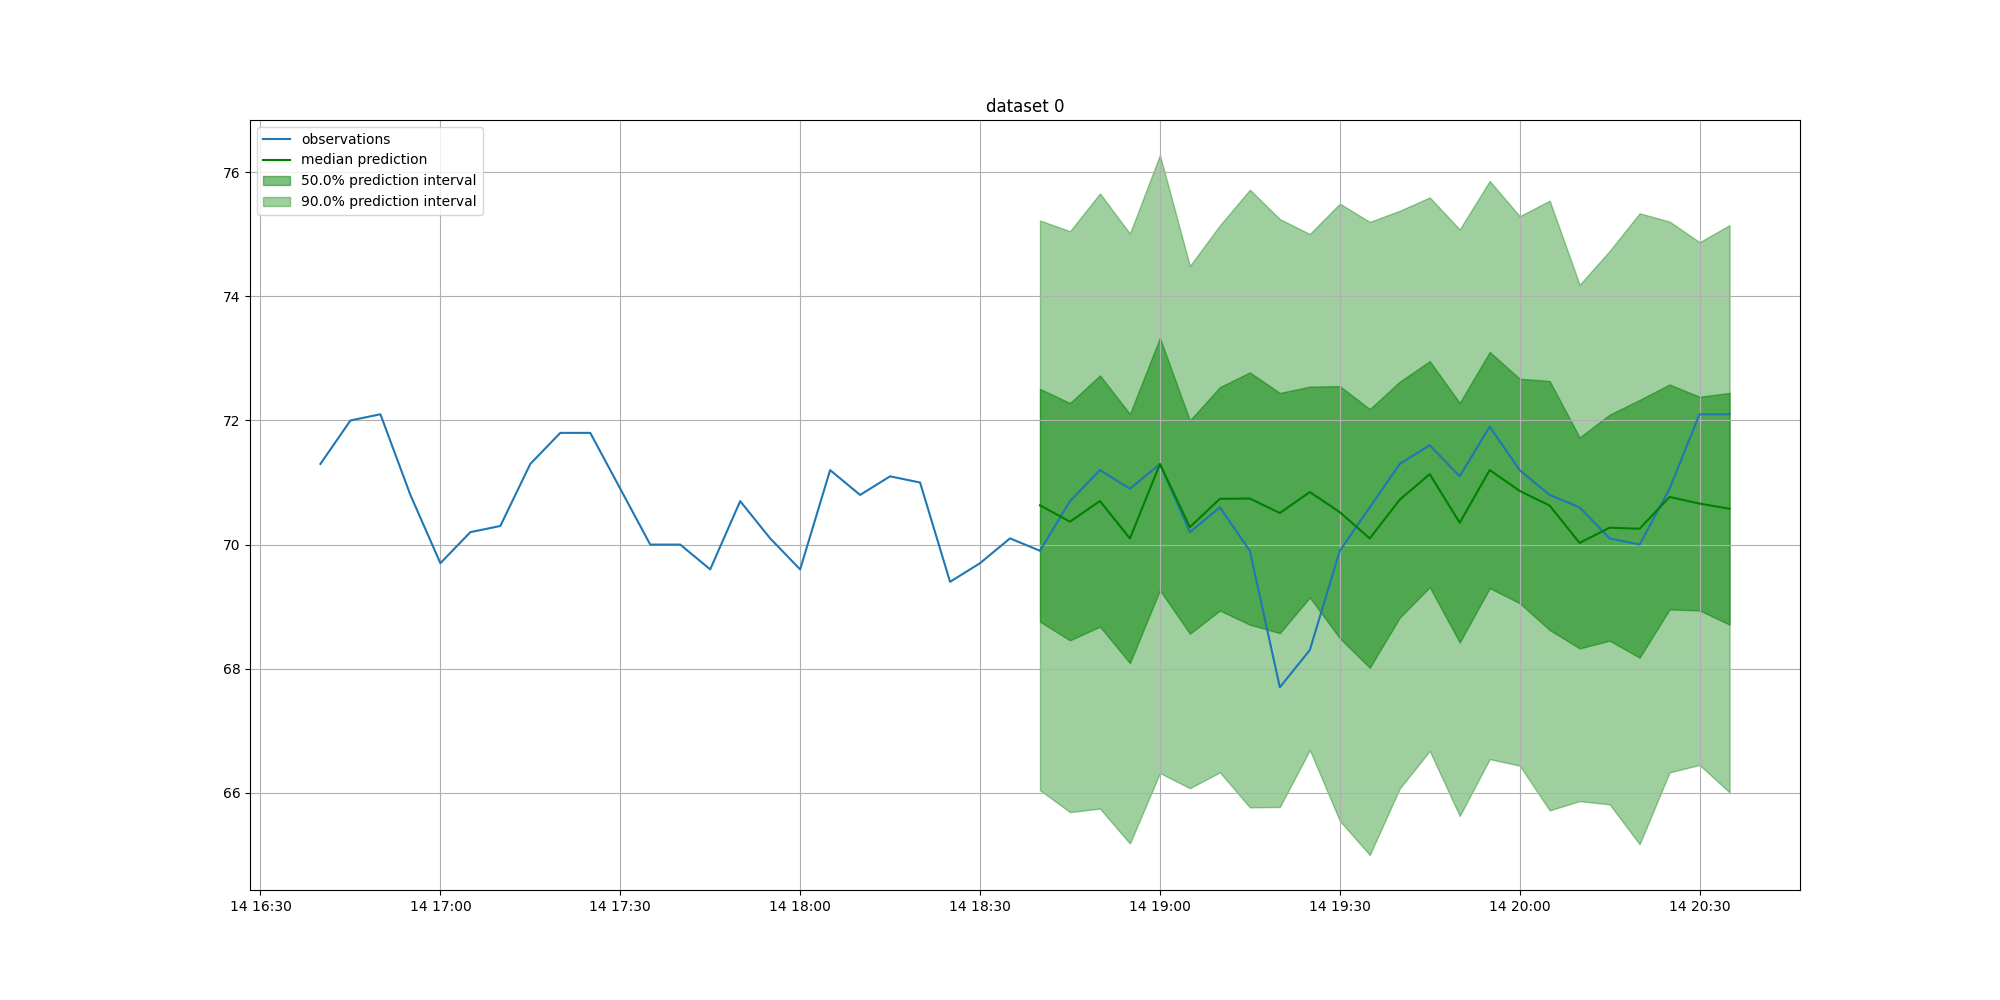 dataset 0
observations
median prediction
50.0% prediction interval
90.0% prediction interval
76
74
72
70
68
66
14 16:30 14 17:00 14 17:30 14 18:00 14 18:30 14 19:00 14 19:30 14 20:00 14 20:30